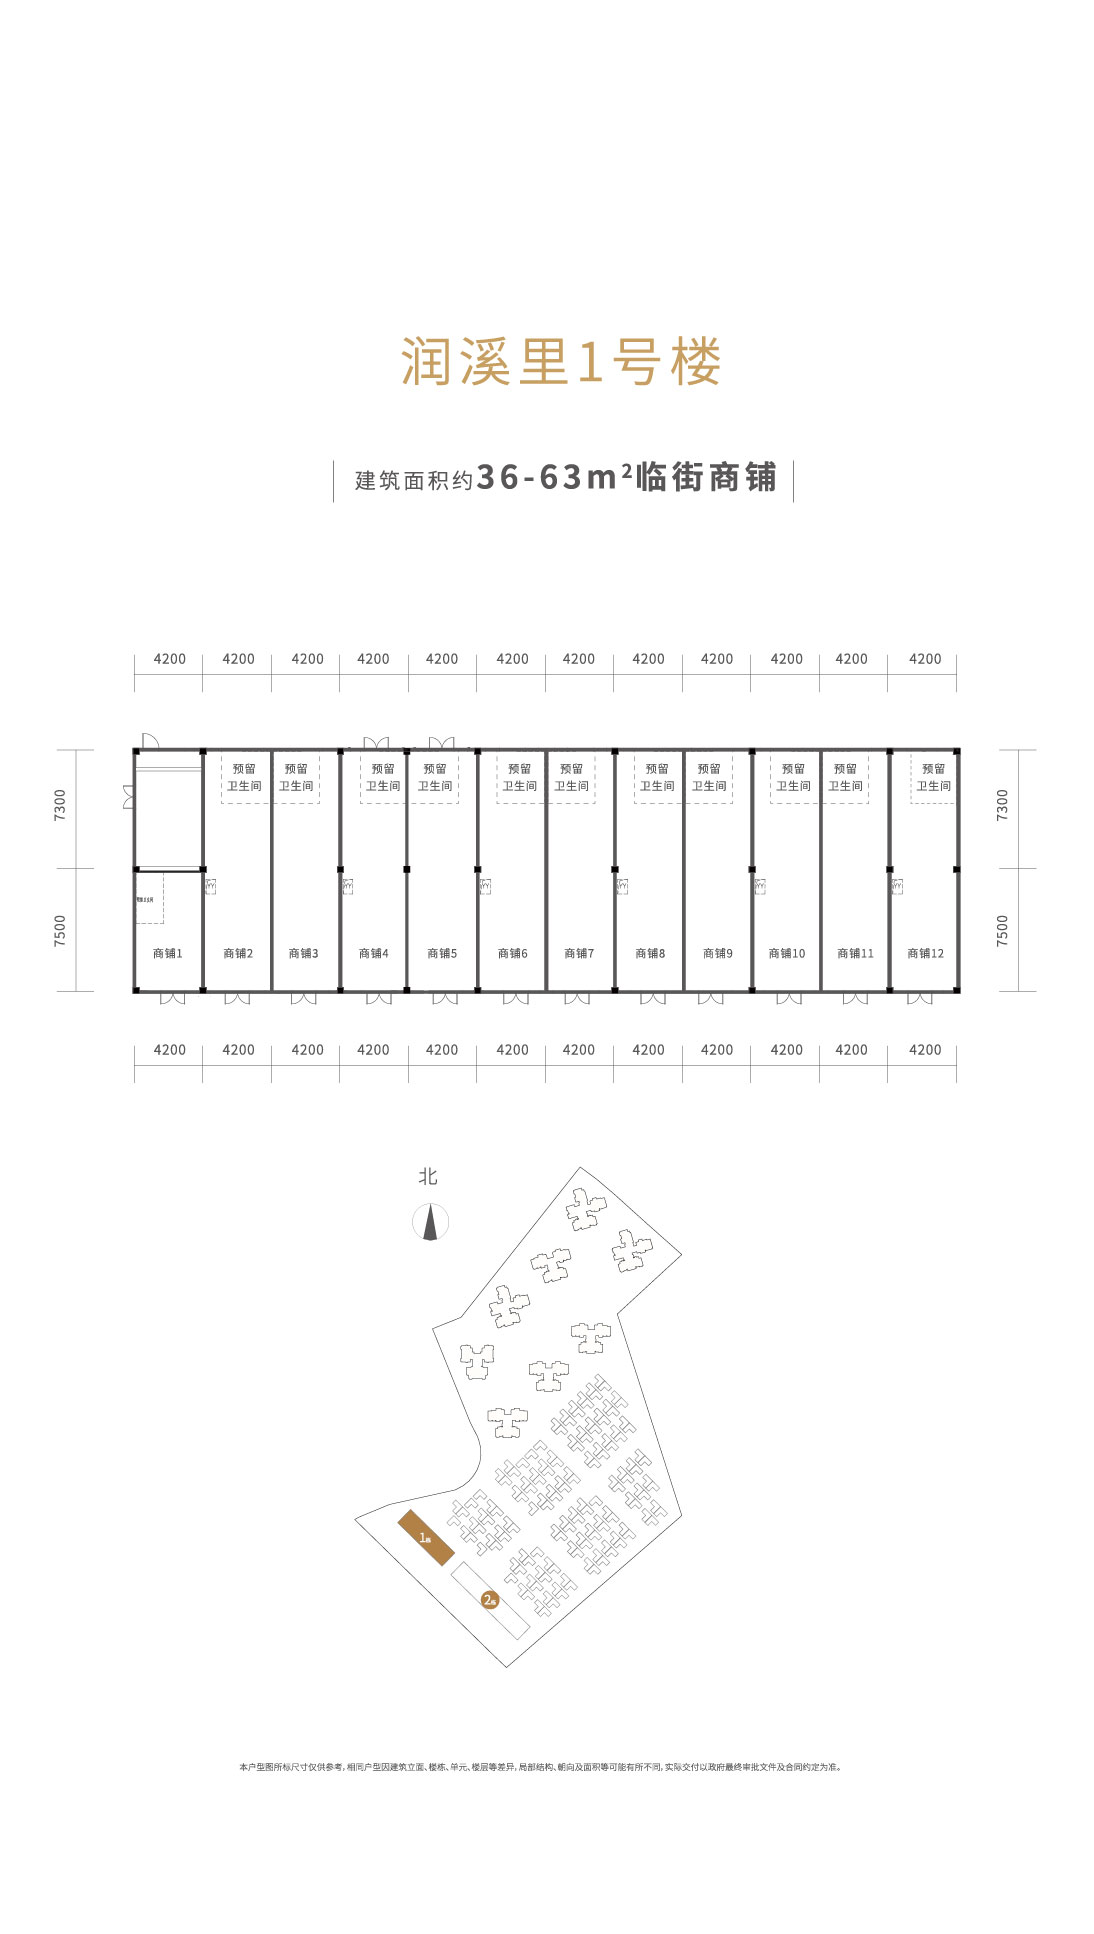 润溪里1号楼
建筑面积约36-63m²临街商铺
4200 4200 4200 4200 4200 4200 4200 4200 4200 4200 4200 4200
预留 预留 预留 预留 预留 预留 预留 预留 预留 预留 预留
卫生间 卫生间 卫生间 卫生间 卫生间 卫生间 卫生间 卫生间 卫生间 卫生间 卫生间
7300 7300
7500 7500
商铺1 商铺2 商铺3 商铺4 商铺5 商铺6 商铺7 商铺8 商铺9 商铺10 商铺11 商铺12
4200 4200 4200 4200 4200 4200 4200 4200 4200 4200 4200 4200
北
1
2
本户型图所标尺寸仅供参考,相同户型因建筑立面、楼栋、单元、楼层等差异,局部结构、朝向及面积等可能有所不同,实际交付以政府最终审批文件及合同约定为准。